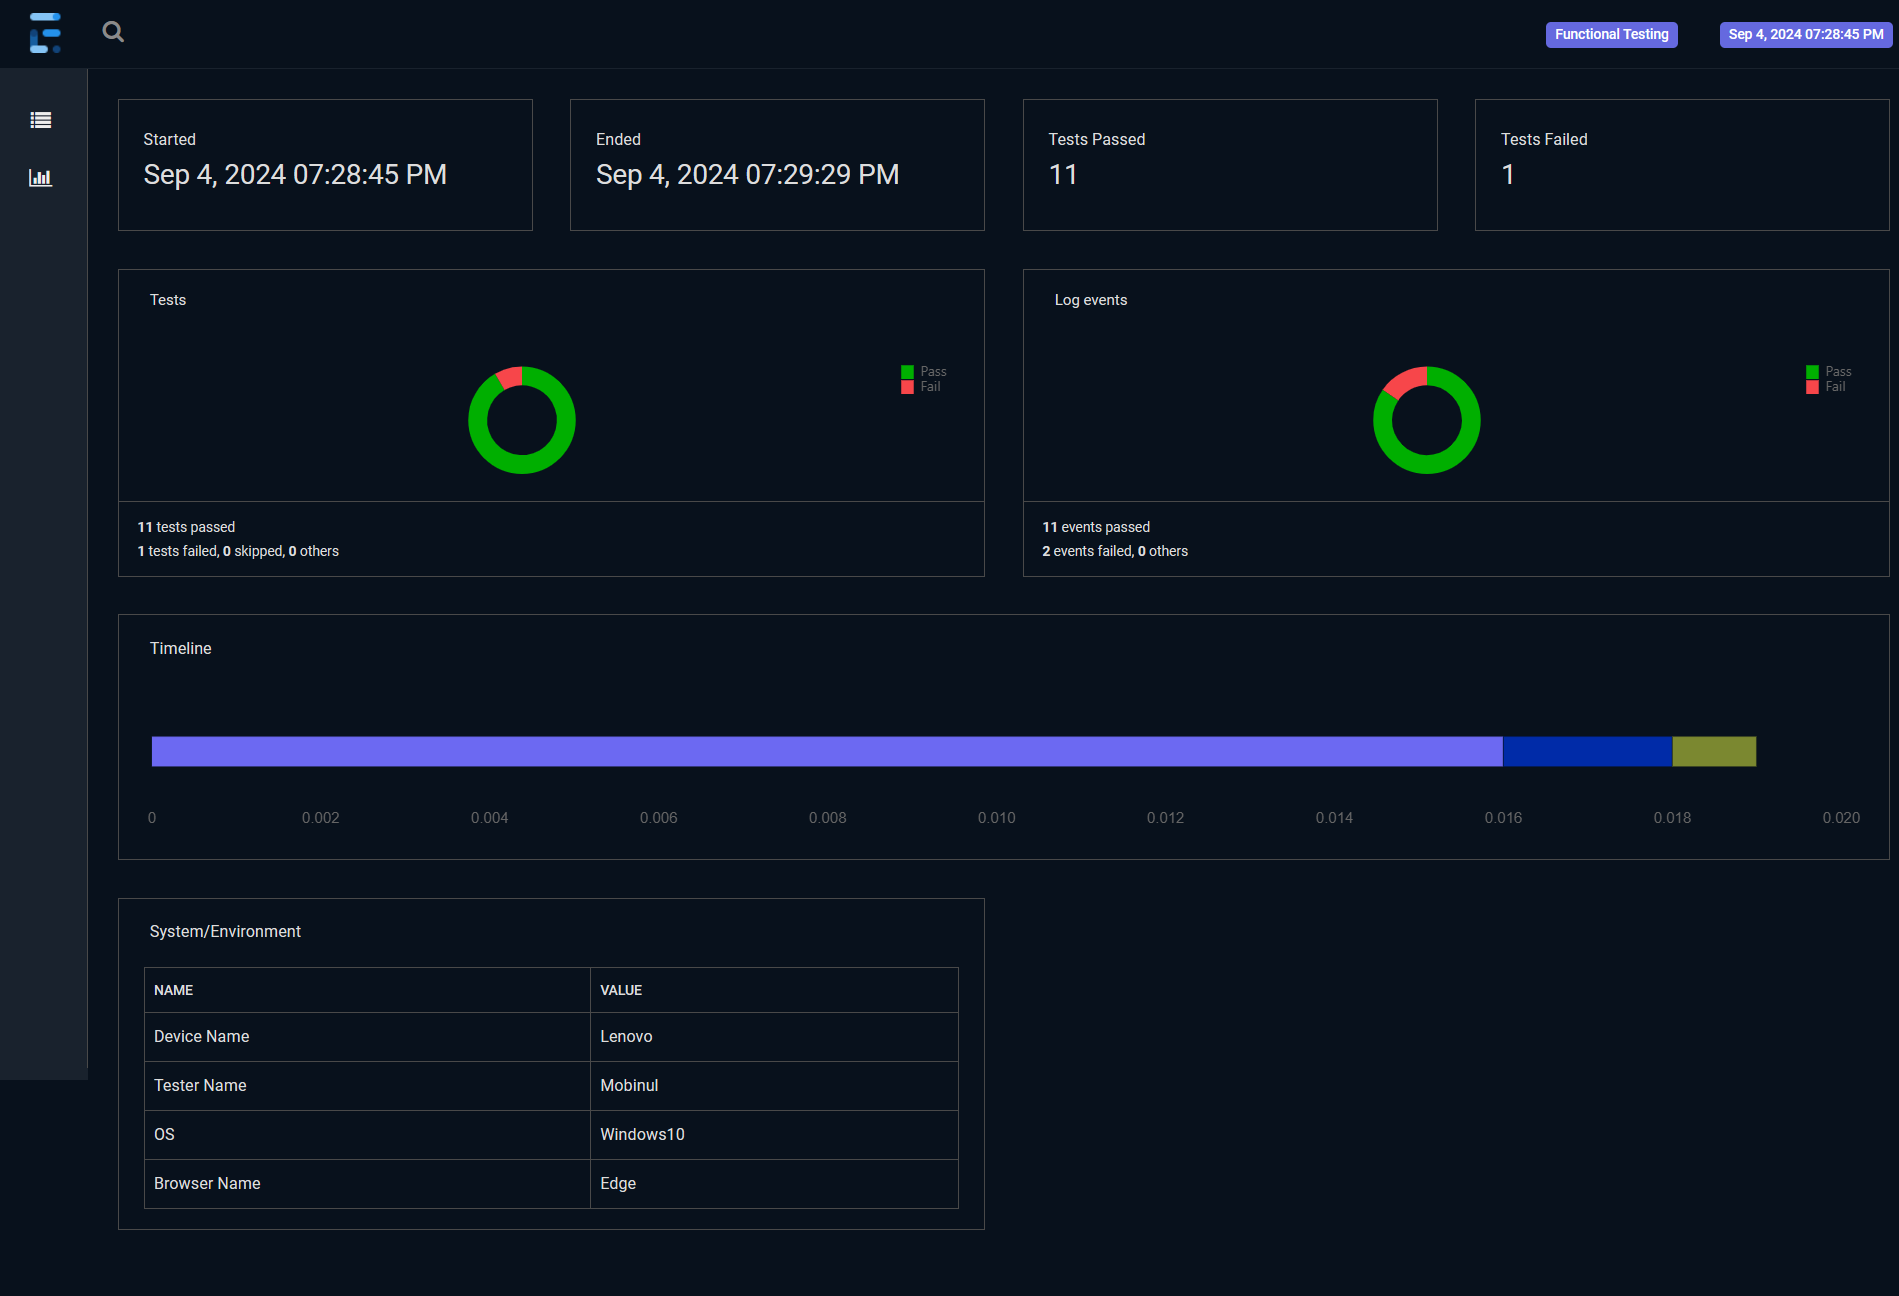 Functional Testing
Sep 4, 2024 07:28:45 PM
Started
Sep 4, 2024 07:28:45 PM
Ended
Sep 4, 2024 07:29:29 PM
Tests Passed
11
Tests Failed
1
Tests
Pass
Fail
11 tests passed
1 tests failed, 0 skipped, 0 others
Log events
Pass
Fail
11 events passed
2 events failed, 0 others
Timeline
0 0.002 0.004 0.006 0.008 0.010 0.012 0.014 0.016 0.018 0.020
System/Environment
NAME VALUE
Device Name Lenovo
Tester Name Mobinul
OS Windows10
Browser Name Edge